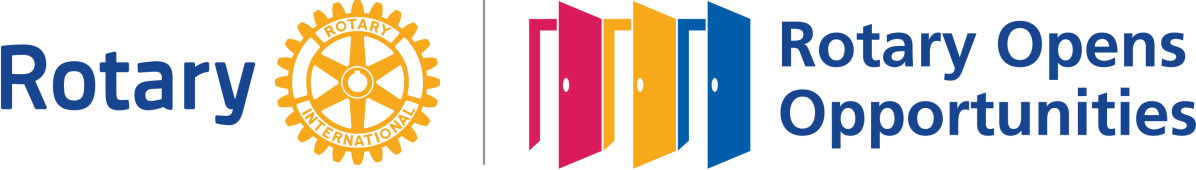 Rotary
ROTARY
INTERNATIONAL
Rotary Opens
Opportunities